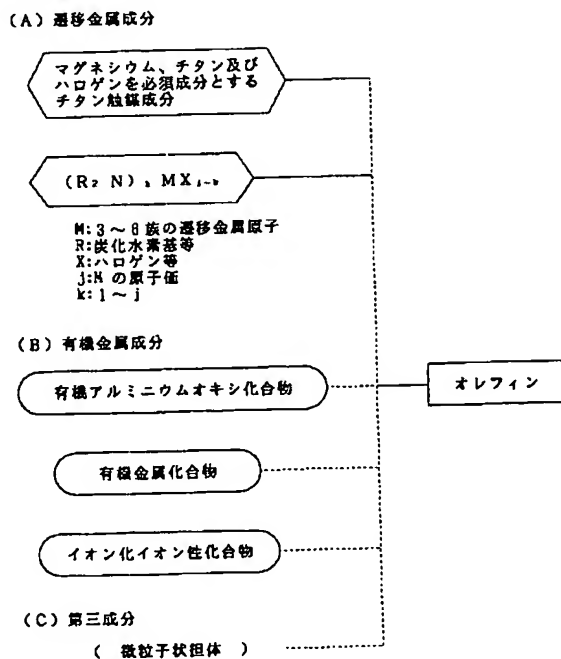 (A) 遷移金属成分
マグネシウム、チタン及び
ハロゲンを必須成分とする
チタン触媒成分
(R₂ N)ₖ MXⱼ₋ₖ
M:3～6族の遷移金属原子
R:炭化水素基等
X:ハロゲン等
j:Mの原子価
k:1～j
(B) 有機金属成分
有機アルミニウムオキシ化合物
オレフィン
有機金属化合物
イオン化イオン性化合物
(C) 第三成分
( 微粒子状担体 )